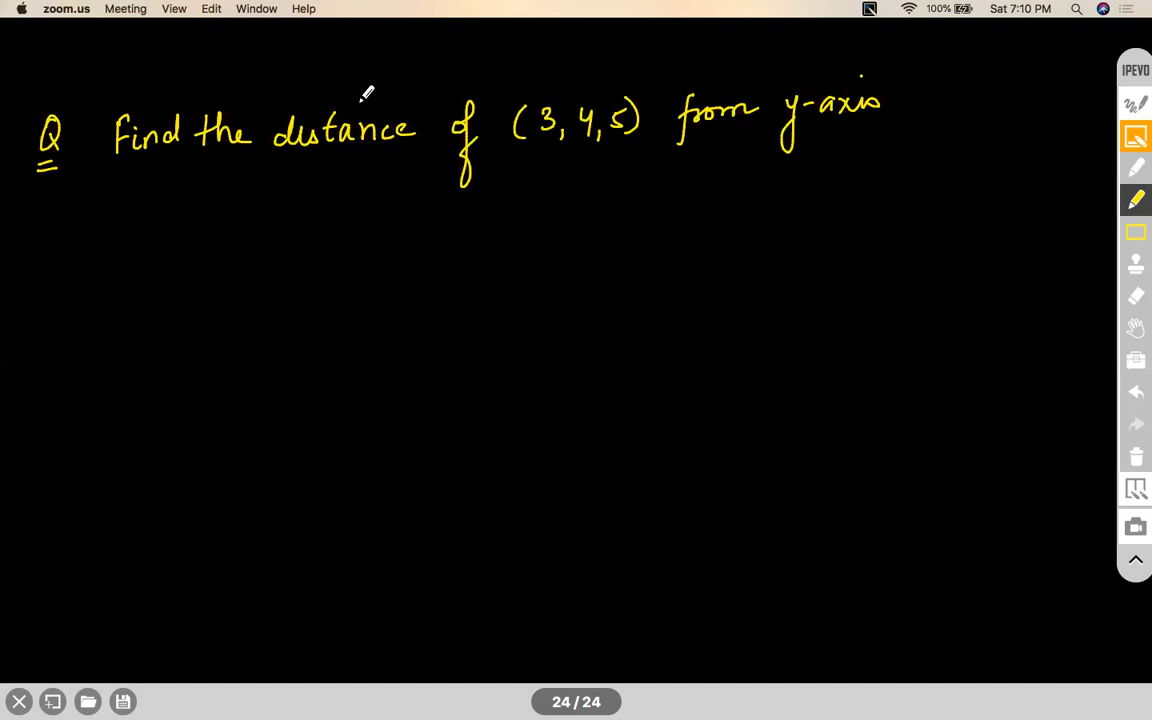 zoom.us Meeting View Edit Window Help 100% Sat 7:10 PM
IPEVO
Q Find the distance of (3, 4, 5) from y-axis
24 / 24